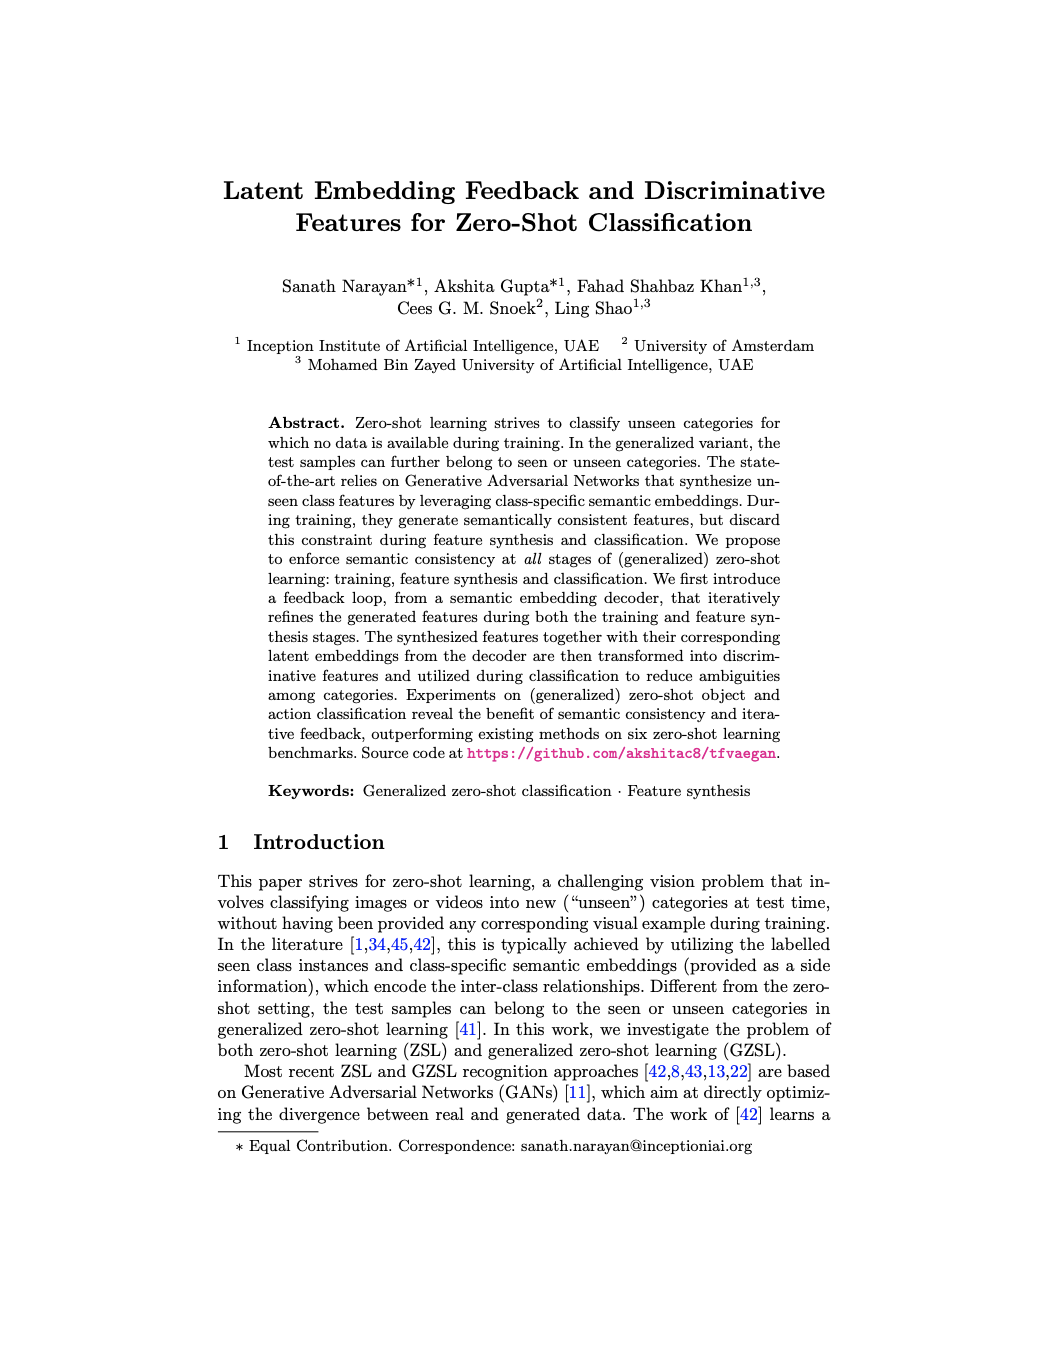 Latent Embedding Feedback and Discriminative
Features for Zero-Shot Classification
Sanath Narayan*1, Akshita Gupta*1, Fahad Shahbaz Khan1,3,
Cees G. M. Snoek2, Ling Shao1,3
1 Inception Institute of Artificial Intelligence, UAE 2 University of Amsterdam
3 Mohamed Bin Zayed University of Artificial Intelligence, UAE
Abstract. Zero-shot learning strives to classify unseen categories for
which no data is available during training. In the generalized variant, the
test samples can further belong to seen or unseen categories. The state-
of-the-art relies on Generative Adversarial Networks that synthesize un-
seen class features by leveraging class-specific semantic embeddings. Dur-
ing training, they generate semantically consistent features, but discard
this constraint during feature synthesis and classification. We propose
to enforce semantic consistency at all stages of (generalized) zero-shot
learning: training, feature synthesis and classification. We first introduce
a feedback loop, from a semantic embedding decoder, that iteratively
refines the generated features during both the training and feature syn-
thesis stages. The synthesized features together with their corresponding
latent embeddings from the decoder are then transformed into discrim-
inative features and utilized during classification to reduce ambiguities
among categories. Experiments on (generalized) zero-shot object and
action classification reveal the benefit of semantic consistency and itera-
tive feedback, outperforming existing methods on six zero-shot learning
benchmarks. Source code at https://github.com/akshitac8/tfvaegan.
Keywords: Generalized zero-shot classification · Feature synthesis
1 Introduction
This paper strives for zero-shot learning, a challenging vision problem that in-
volves classifying images or videos into new (“unseen”) categories at test time,
without having been provided any corresponding visual example during training.
In the literature [1,34,45,42], this is typically achieved by utilizing the labelled
seen class instances and class-specific semantic embeddings (provided as a side
information), which encode the inter-class relationships. Different from the zero-
shot setting, the test samples can belong to the seen or unseen categories in
generalized zero-shot learning [41]. In this work, we investigate the problem of
both zero-shot learning (ZSL) and generalized zero-shot learning (GZSL).
Most recent ZSL and GZSL recognition approaches [42,8,43,13,22] are based
on Generative Adversarial Networks (GANs) [11], which aim at directly optimiz-
ing the divergence between real and generated data. The work of [42] learns a
* Equal Contribution. Correspondence: sanath.narayan@inceptioniai.org